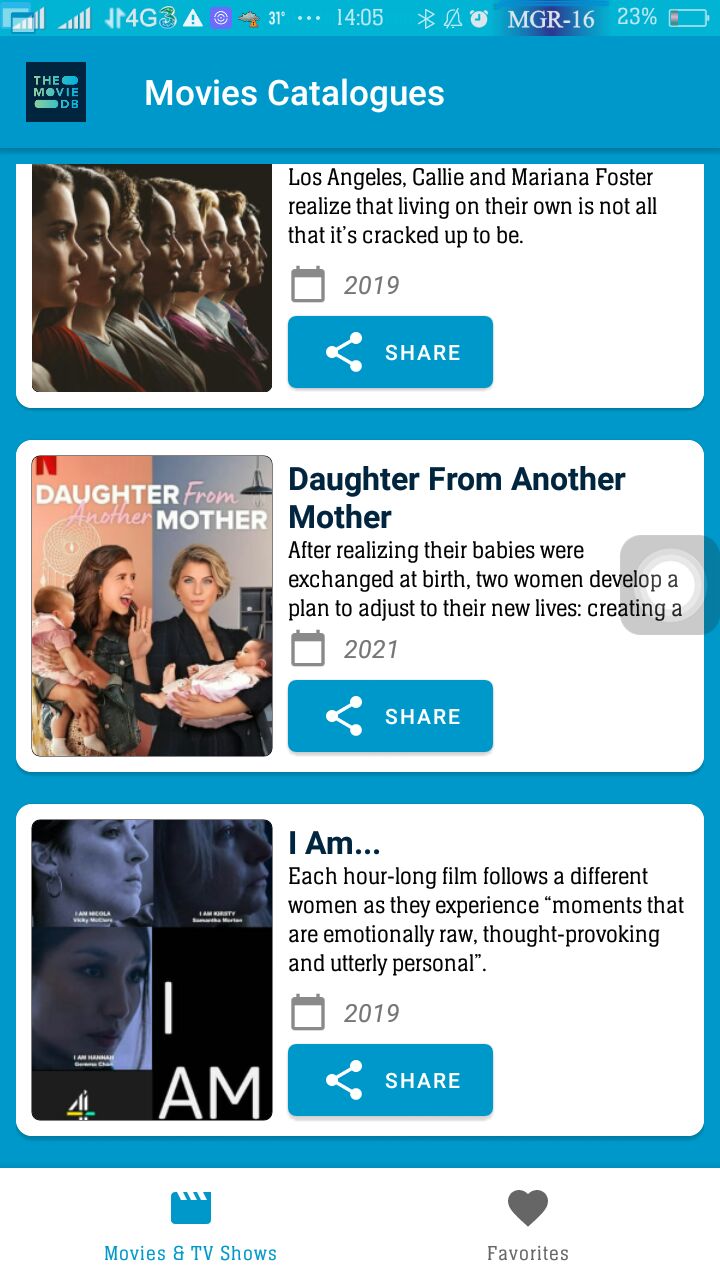 4G 3 31° ... 14:05 MGR-16 23%
THE
MOVIE
DB
Movies Catalogues
Los Angeles, Callie and Mariana Foster
realize that living on their own is not all
that it’s cracked up to be.
2019
SHARE
DAUGHTER From
Another MOTHER
Daughter From Another
Mother
After realizing their babies were
exchanged at birth, two women develop a
plan to adjust to their new lives: creating a
2021
SHARE
I AM NICOLA
Vicky McClure
I AM KIRSTY
Samantha Morton
I AM HANNAH
Gemma Chan
I
AM
4
I Am...
Each hour-long film follows a different
women as they experience “moments that
are emotionally raw, thought-provoking
and utterly personal”.
2019
SHARE
Movies & TV Shows
Favorites